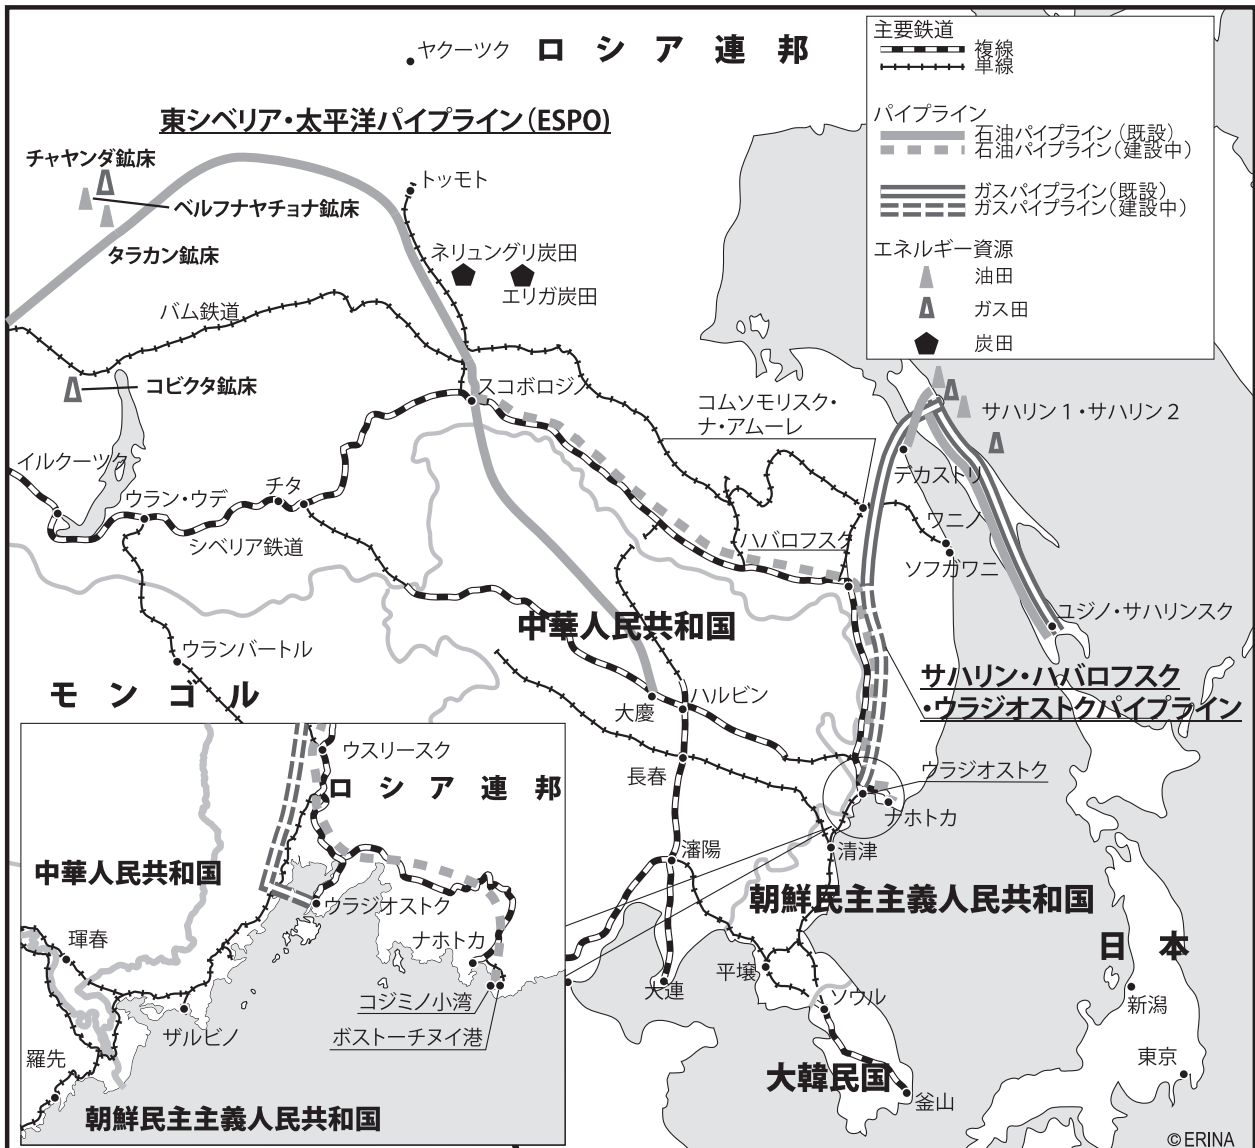 ヤクーツク
ロシア連邦
東シベリア・太平洋パイプライン(ESPO)
チャヤンダ鉱床
ベルフナヤチョナ鉱床
タラカン鉱床
トッモト
ネリュングリ炭田
エリガ炭田
バム鉄道
コビクタ鉱床
スコボロジノ
主要鉄道
複線
単線
パイプライン
石油パイプライン(既設)
石油パイプライン(建設中)
ガスパイプライン(既設)
ガスパイプライン(建設中)
エネルギー資源
油田
ガス田
炭田
コムソモリスク・
ナ・アムーレ
サハリン1・サハリン2
デカストリ
イルクーツク
ウラン・ウデ
チタ
シベリア鉄道
ワニノ
ハバロフスク
ソフガワニ
ユジノ・サハリンスク
中華人民共和国
ウランバートル
モンゴル
サハリン・ハバロフスク
・ウラジオストクパイプライン
大慶
ハルビン
長春
ウラジオストク
ナホトカ
瀋陽
清津
朝鮮民主主義人民共和国
平壌
大連
ソウル
日本
新潟
東京
大韓民国
釜山
ウスリースク
ロシア連邦
中華人民共和国
ウラジオストク
ナホトカ
琿春
コジミノ小湾
ボストーチヌイ港
ザルビノ
羅先
朝鮮民主主義人民共和国
©ERINA